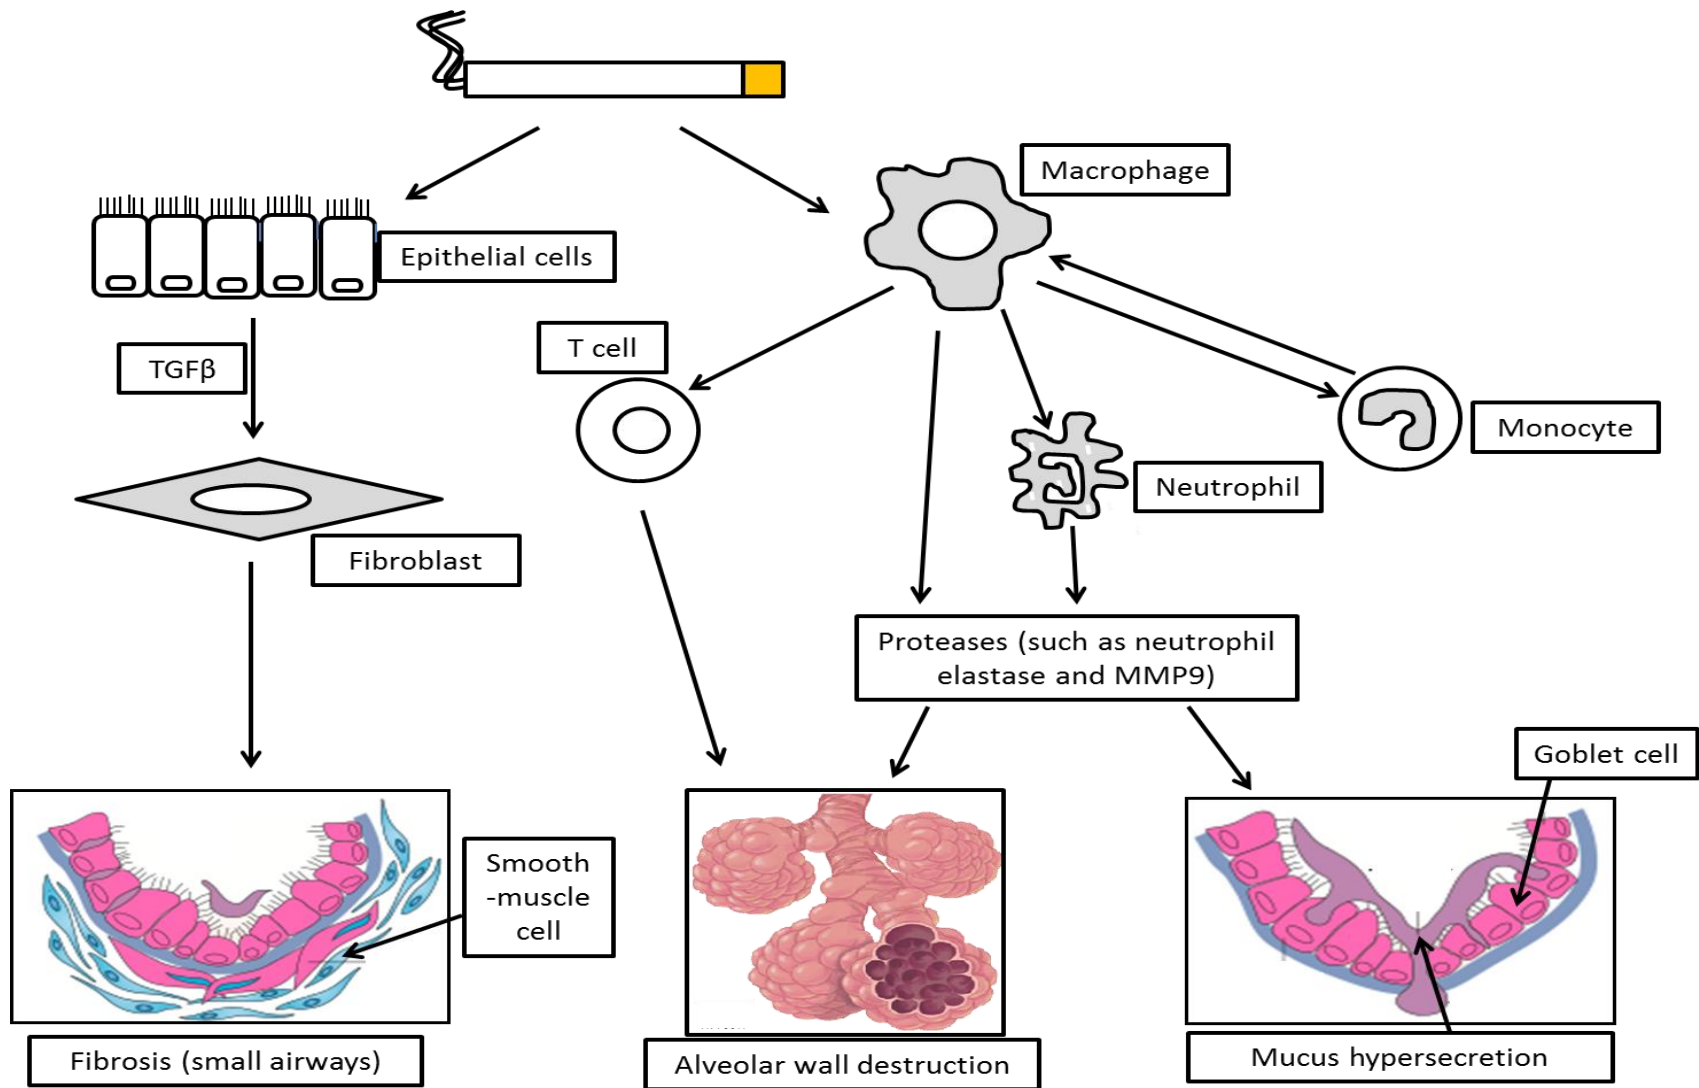 Macrophage
Epithelial cells
T cell
TGFβ
Monocyte
Neutrophil
Fibroblast
Proteases (such as neutrophil
elastase and MMP9)
Goblet cell
Smooth
-muscle
cell
Fibrosis (small airways)
Alveolar wall destruction
Mucus hypersecretion